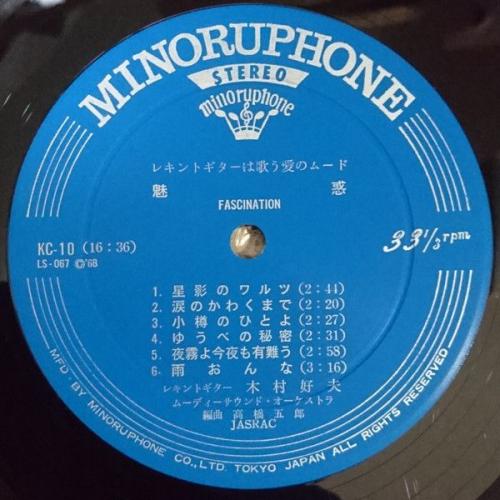 MINORUPHONE
STEREO
minoruphone
レキントギターは歌う愛のムード
魅惑
FASCINATION
KC-10 (16:36)
LS-067 ©'68
33 1/3 rpm
1. 星影のワルツ (2:44)
2. 涙のかわくまで (2:20)
3. 小樽のひとよ (2:27)
4. ゆうべの秘密 (2:31)
5. 夜霧よ今夜も有難う (2:58)
6. 雨おんな (3:16)
レキントギター 木村好夫
ムーディーサウンド・オーケストラ
編曲 高橋五郎
JASRAC
MFD. BY MINORUPHONE CO., LTD. TOKYO JAPAN ALL RIGHTS RESERVED